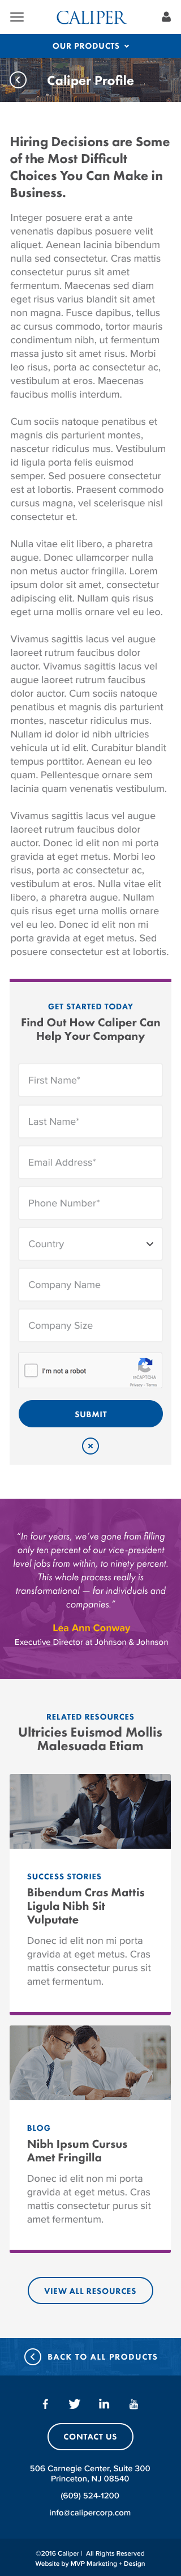 CALIPER
OUR PRODUCTS
Caliper Profile
Hiring Decisions are Some
of the Most Difficult
Choices You Can Make in
Business.
Integer posuere erat a ante
venenatis dapibus posuere velit
aliquet. Aenean lacinia bibendum
nulla sed consectetur. Cras mattis
consectetur purus sit amet
fermentum. Maecenas sed diam
eget risus varius blandit sit amet
non magna. Fusce dapibus, tellus
ac cursus commodo, tortor mauris
condimentum nibh, ut fermentum
massa justo sit amet risus. Morbi
leo risus, porta ac consectetur ac,
vestibulum at eros. Maecenas
faucibus mollis interdum.
Cum sociis natoque penatibus et
magnis dis parturient montes,
nascetur ridiculus mus. Vestibulum
id ligula porta felis euismod
semper. Sed posuere consectetur
est at lobortis. Praesent commodo
cursus magna, vel scelerisque nisl
consectetur et.
Nulla vitae elit libero, a pharetra
augue. Donec ullamcorper nulla
non metus auctor fringilla. Lorem
ipsum dolor sit amet, consectetur
adipiscing elit. Nullam quis risus
eget urna mollis ornare vel eu leo.
Vivamus sagittis lacus vel augue
laoreet rutrum faucibus dolor
auctor. Vivamus sagittis lacus vel
augue laoreet rutrum faucibus
dolor auctor. Cum sociis natoque
penatibus et magnis dis parturient
montes, nascetur ridiculus mus.
Nullam id dolor id nibh ultricies
vehicula ut id elit. Curabitur blandit
tempus porttitor. Aenean eu leo
quam. Pellentesque ornare sem
lacinia quam venenatis vestibulum.
Vivamus sagittis lacus vel augue
laoreet rutrum faucibus dolor
auctor. Donec id elit non mi porta
gravida at eget metus. Morbi leo
risus, porta ac consectetur ac,
vestibulum at eros. Nulla vitae elit
libero, a pharetra augue. Nullam
quis risus eget urna mollis ornare
vel eu leo. Donec id elit non mi
porta gravida at eget metus. Sed
posuere consectetur est at lobortis.
GET STARTED TODAY
Find Out How Caliper Can
Help Your Company
First Name*
Last Name*
Email Address*
Phone Number*
Country
Company Name
Company Size
I'm not a robot
reCAPTCHA
Privacy - Terms
SUBMIT
“In four years, we’ve gone from filling
only ten percent of our vice-president
level jobs from within, to ninety percent.
This whole process really is
transformational — for individuals and
companies.”
Lea Ann Conway
Executive Director at Johnson & Johnson
RELATED RESOURCES
Ultricies Euismod Mollis
Malesuada Etiam
SUCCESS STORIES
Bibendum Cras Mattis
Ligula Nibh Sit
Vulputate
Donec id elit non mi porta
gravida at eget metus. Cras
mattis consectetur purus sit
amet fermentum.
BLOG
Nibh Ipsum Cursus
Amet Fringilla
Donec id elit non mi porta
gravida at eget metus. Cras
mattis consectetur purus sit
amet fermentum.
VIEW ALL RESOURCES
BACK TO ALL PRODUCTS
CONTACT US
506 Carnegie Circle, Suite 300
Princeton, NJ 08540
(609) 524-1200
info@calipercorp.com
©2016 Caliper | All Rights Reserved
Website by MVP Marketing + Design